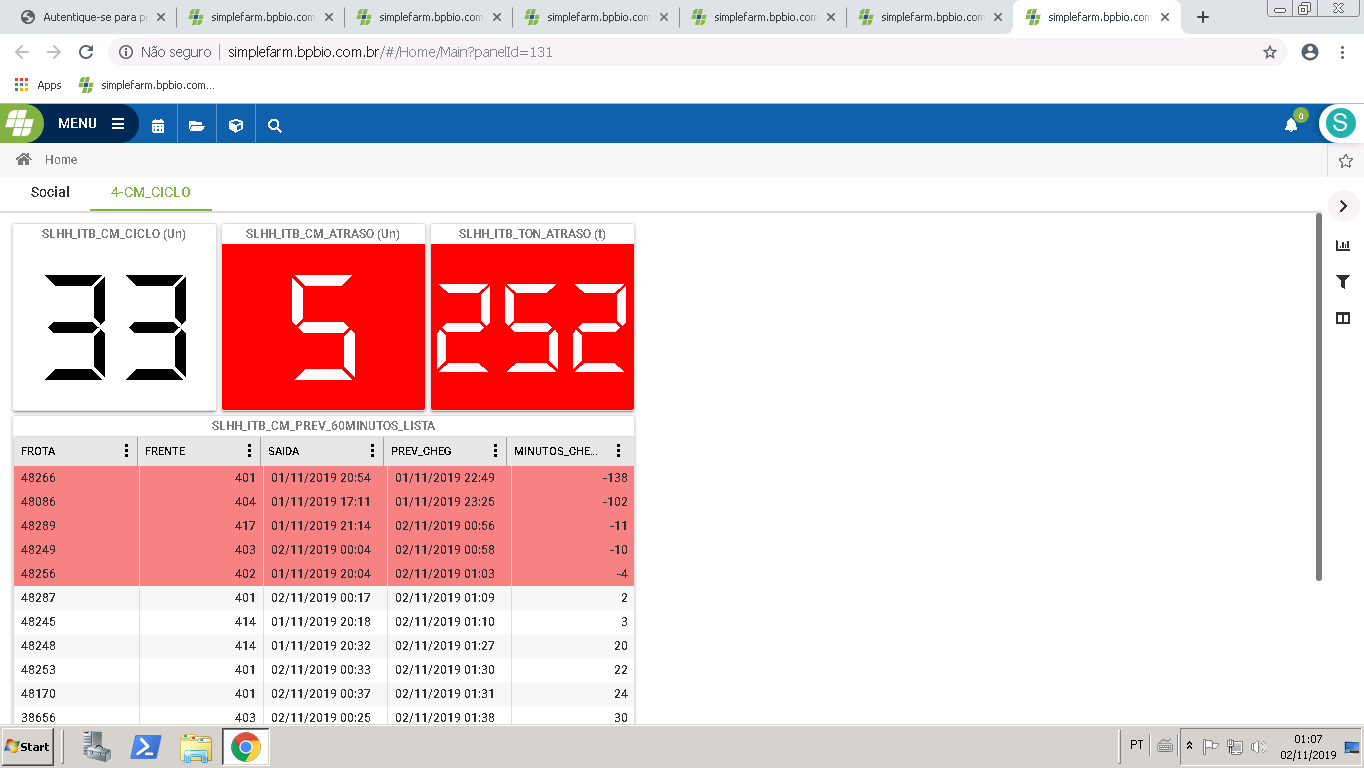 Autentique-se para pr
simplefarm.bpbio.com.
simplefarm.bpbio.com.
simplefarm.bpbio.com.
simplefarm.bpbio.com.
simplefarm.bpbio.com.
simplefarm.bpbio.com
Não seguro | simplefarm.bpbio.com.br/#/Home/Main?panelId=131
Apps simplefarm.bpbio.com...
MENU
0
S
Home
Social 4-CM_CICLO
SLHH_ITB_CM_CICLO (Un) SLHH_ITB_CM_ATRASO (Un) SLHH_ITB_TON_ATRASO (t)
33 5 252
SLHH_ITB_CM_PREV_60MINUTOS_LISTA
FROTA FRENTE SAIDA PREV_CHEG MINUTOS_CHE...
48266 401 01/11/2019 20:54 01/11/2019 22:49 -138
48086 404 01/11/2019 17:11 01/11/2019 23:25 -102
48289 417 01/11/2019 21:14 02/11/2019 00:56 -11
48249 403 02/11/2019 00:04 02/11/2019 00:58 -10
48256 402 01/11/2019 20:04 02/11/2019 01:03 -4
48287 401 02/11/2019 00:17 02/11/2019 01:09 2
48245 414 01/11/2019 20:18 02/11/2019 01:10 3
48248 414 01/11/2019 20:32 02/11/2019 01:27 20
48253 401 02/11/2019 00:33 02/11/2019 01:30 22
48170 401 02/11/2019 00:37 02/11/2019 01:31 24
38656 403 02/11/2019 00:25 02/11/2019 01:38 30
Start
PT
01:07
02/11/2019